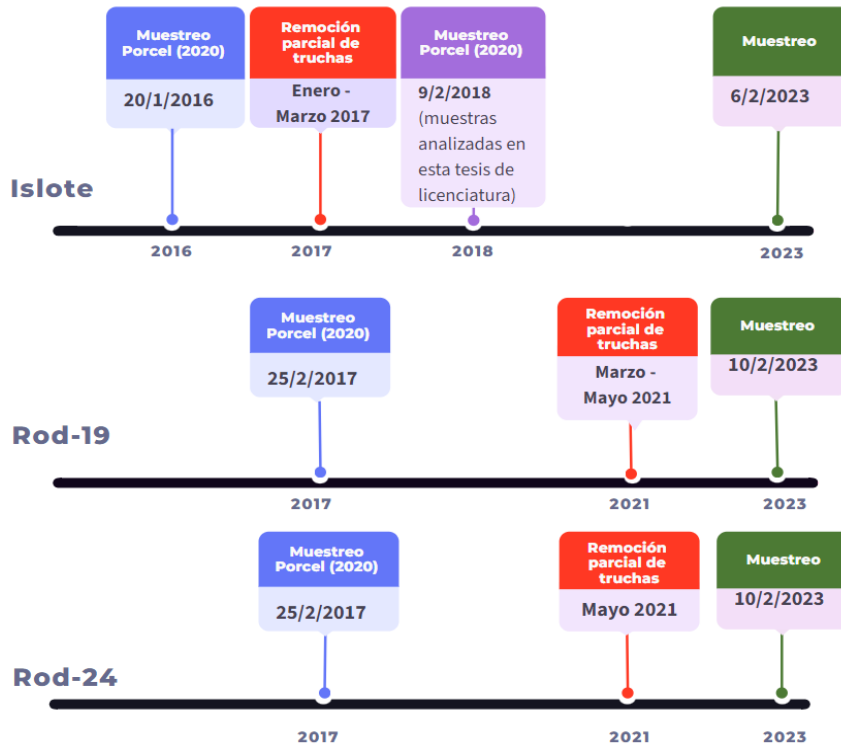 Muestreo
Porcel (2020)
20/1/2016
Remoción
parcial de
truchas
Enero -
Marzo 2017
Muestreo
Porcel (2020)
9/2/2018
(muestras
analizadas en
esta tesis de
licenciatura)
Muestreo
6/2/2023
Islote
2016
2017
2018
2023
Muestreo
Porcel (2020)
25/2/2017
Remoción
parcial de
truchas
Marzo -
Mayo 2021
Muestreo
10/2/2023
Rod-19
2017
2021
2023
Muestreo
Porcel (2020)
25/2/2017
Remoción
parcial de
truchas
Mayo 2021
Muestreo
10/2/2023
Rod-24
2017
2021
2023